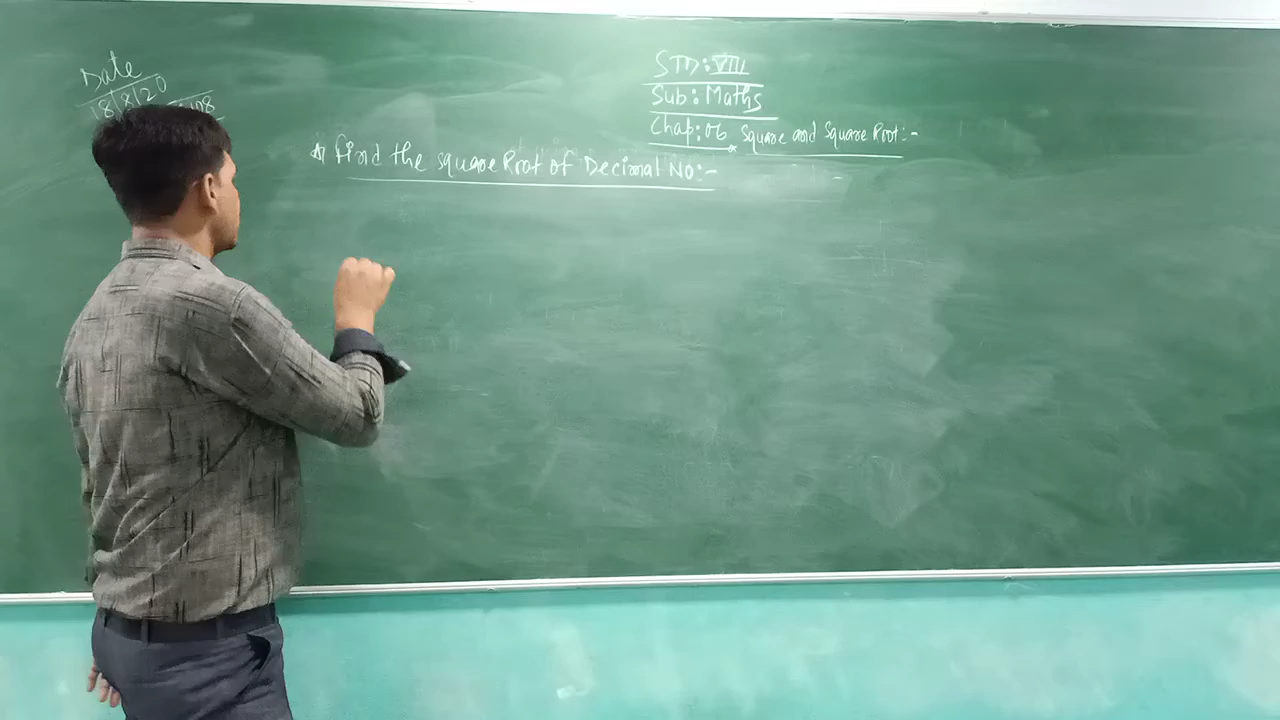 Date
18/8/20
STD: VIII
Sub: Maths
Chap: 06 Square and Square Root:-
Find the square Root of Decimal No:-